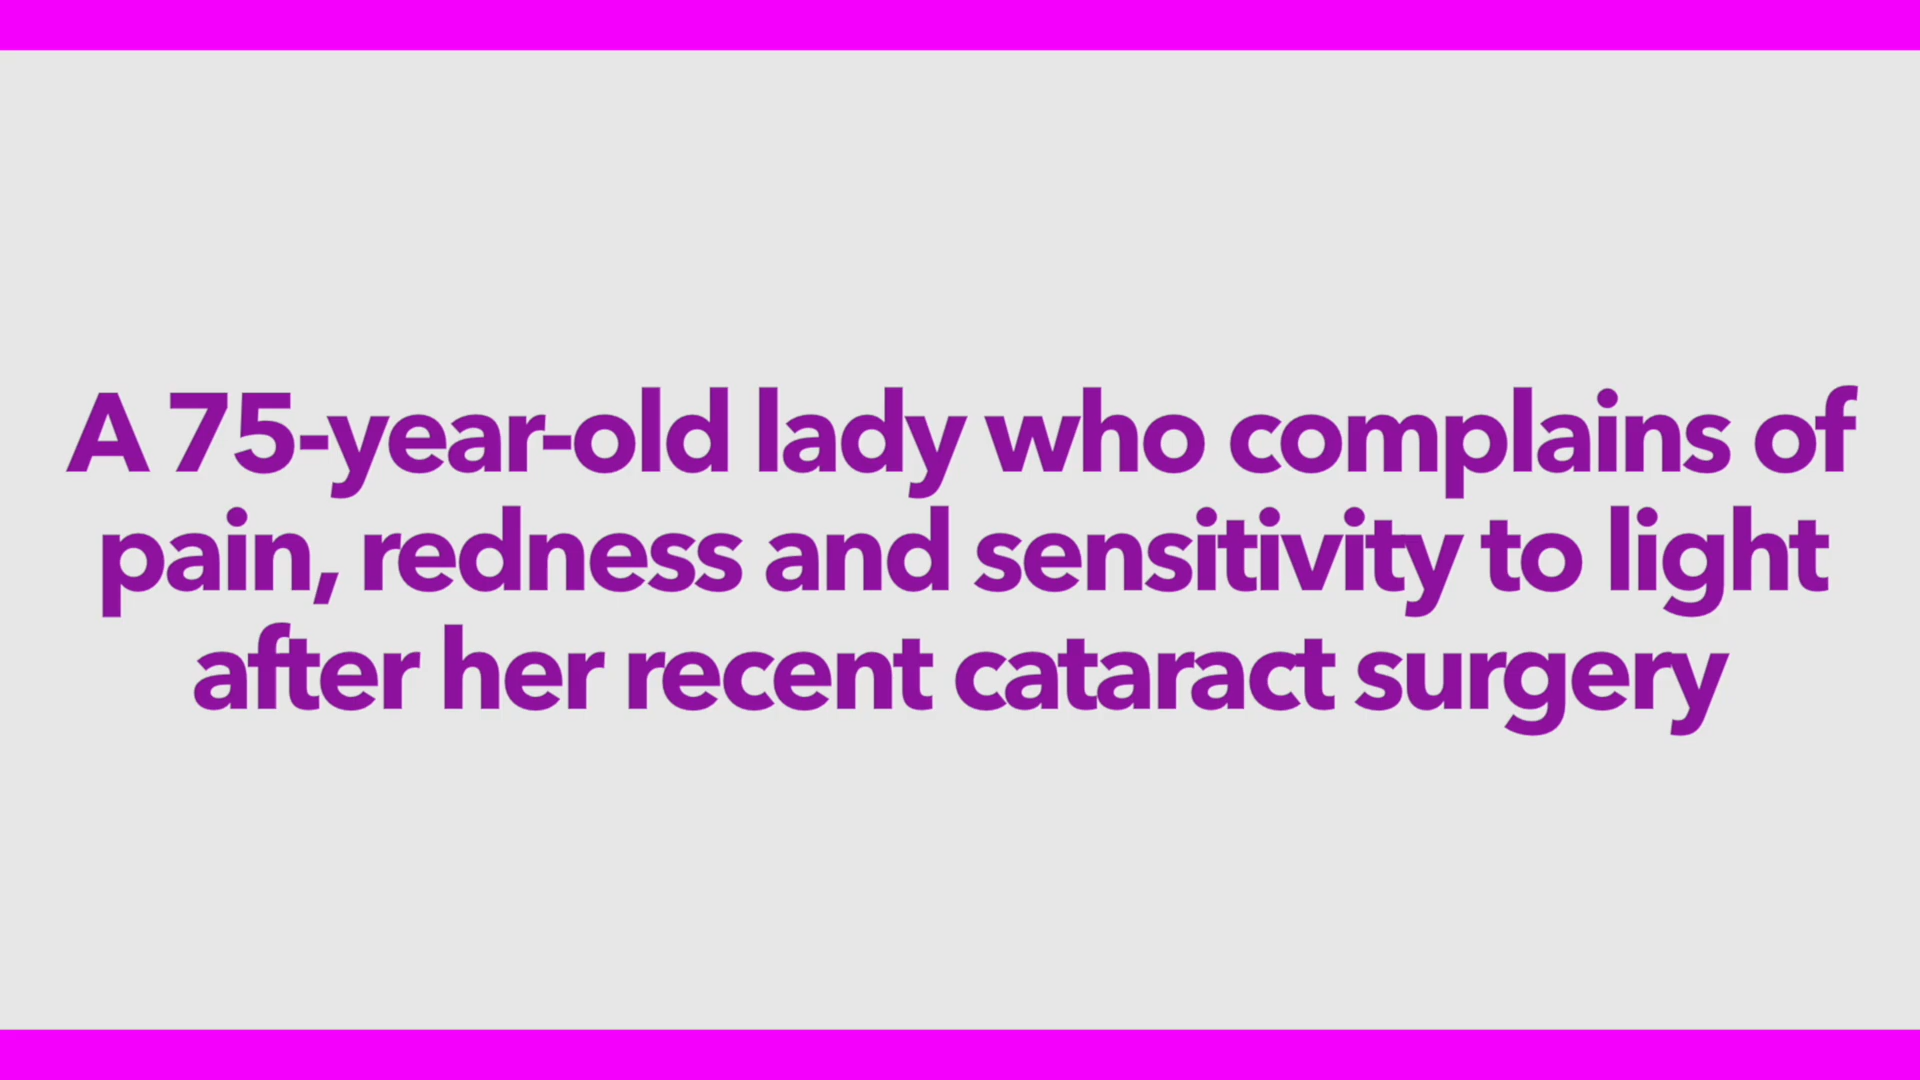 A 75-year-old lady who complains of
pain, redness and sensitivity to light
after her recent cataract surgery